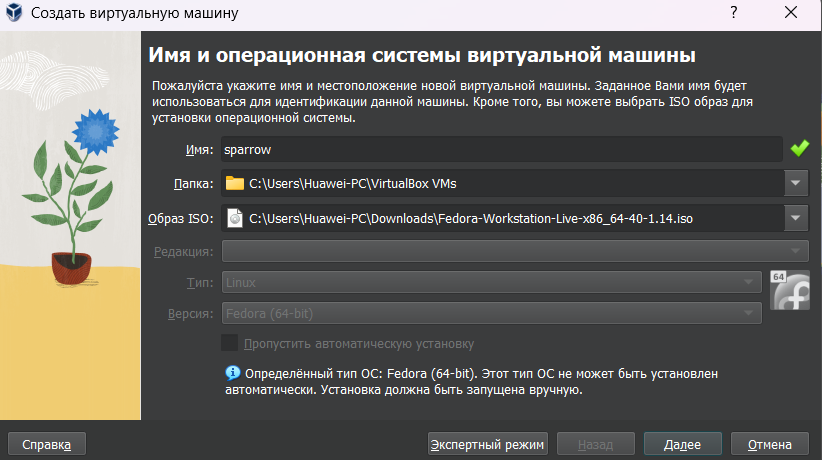 Создать виртуальную машину
?
Имя и операционная системы виртуальной машины
Пожалуйста укажите имя и местоположение новой виртуальной машины. Заданное Вами имя будет
использоваться для идентификации данной машины. Кроме того, вы можете выбрать ISO образ для
установки операционной системы.
Имя: sparrow
Папка: C:\Users\Huawei-PC\VirtualBox VMs
Образ ISO: C:\Users\Huawei-PC\Downloads\Fedora-Workstation-Live-x86_64-40-1.14.iso
Редакция:
Тип: Linux
64
Версия: Fedora (64-bit)
Пропустить автоматическую установку
Определённый тип ОС: Fedora (64-bit). Этот тип ОС не может быть установлен
автоматически. Установка должна быть запущена вручную.
Справка Экспертный режим Назад Далее Отмена